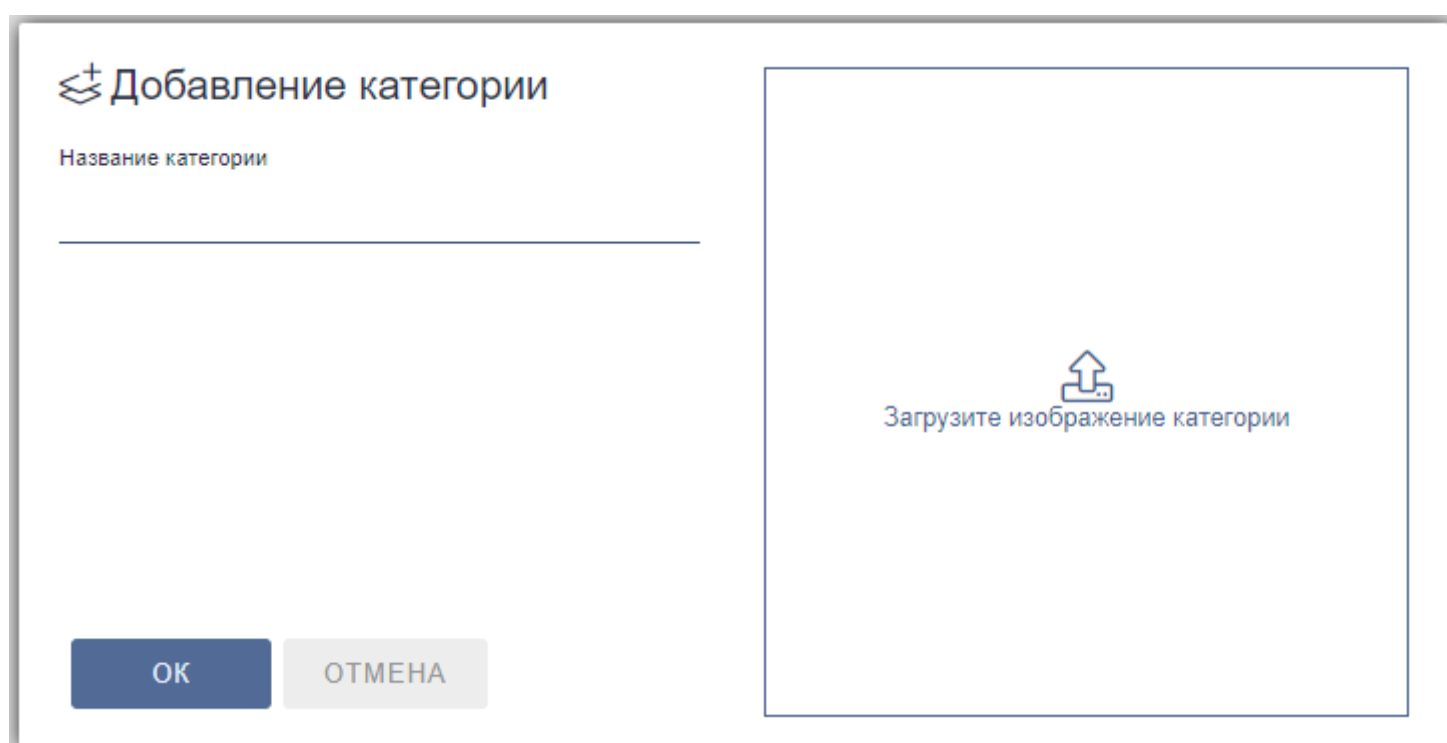 Добавление категории
Название категории
Загрузите изображение категории
ОК
ОТМЕНА